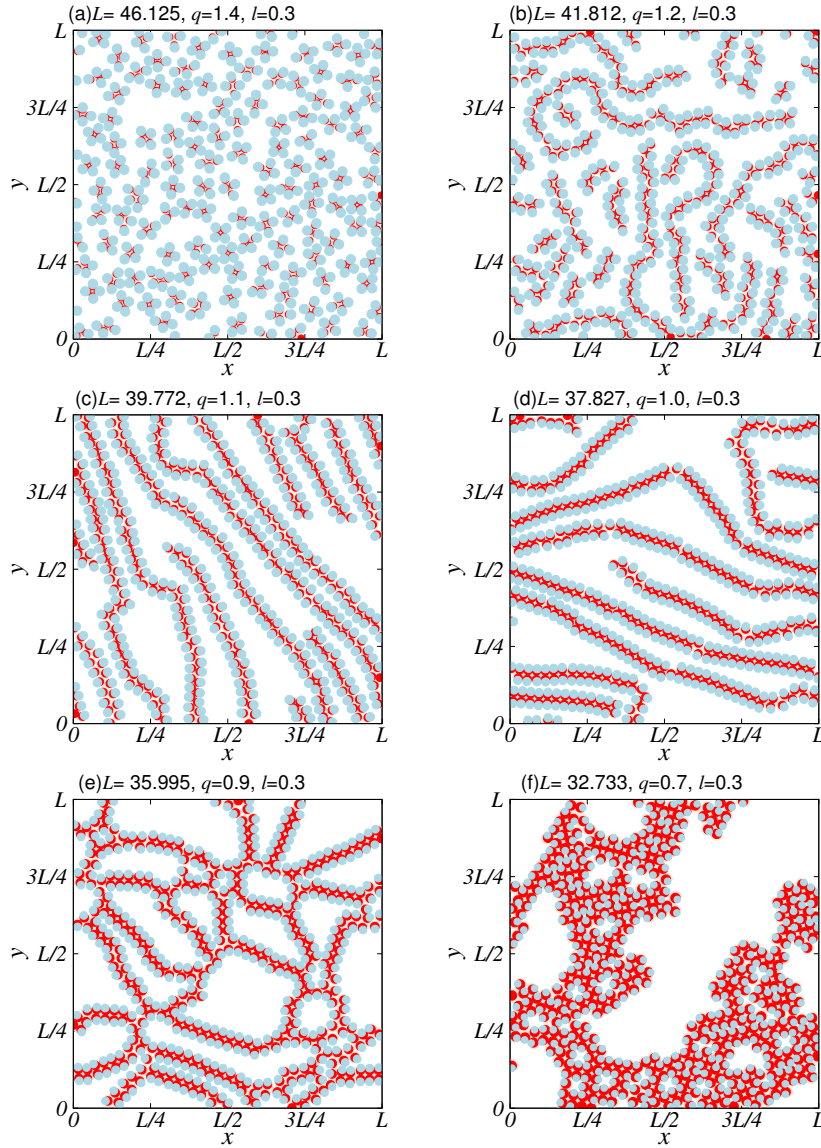 (a)L= 46.125, q=1.4, l=0.3
L
3L/4
y
L/2
L/4
0
0 L/4 L/2 3L/4 L
x
(b)L= 41.812, q=1.2, l=0.3
L
3L/4
y
L/2
L/4
0
0 L/4 L/2 3L/4 L
x
(c)L= 39.772, q=1.1, l=0.3
L
3L/4
y
L/2
L/4
0
0 L/4 L/2 3L/4 L
x
(d)L= 37.827, q=1.0, l=0.3
L
3L/4
y
L/2
L/4
0
0 L/4 L/2 3L/4 L
x
(e)L= 35.995, q=0.9, l=0.3
L
3L/4
y
L/2
L/4
0
0 L/4 L/2 3L/4 L
x
(f)L= 32.733, q=0.7, l=0.3
L
3L/4
y
L/2
L/4
0
0 L/4 L/2 3L/4 L
x